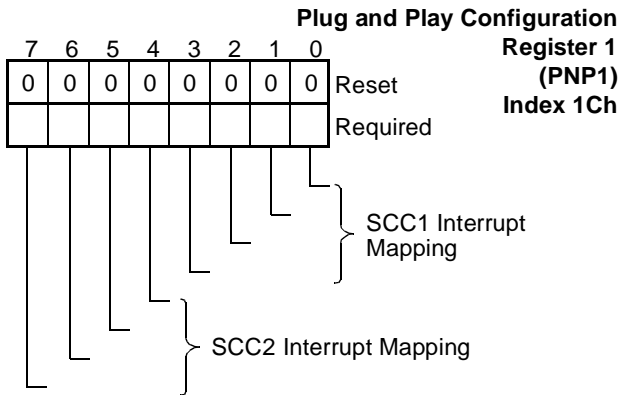 Plug and Play Configuration
Register 1
(PNP1)
Index 1Ch
7 6 5 4 3 2 1 0
0 0 0 0 0 0 0 0 Reset
Required
SCC1 Interrupt
Mapping
SCC2 Interrupt Mapping